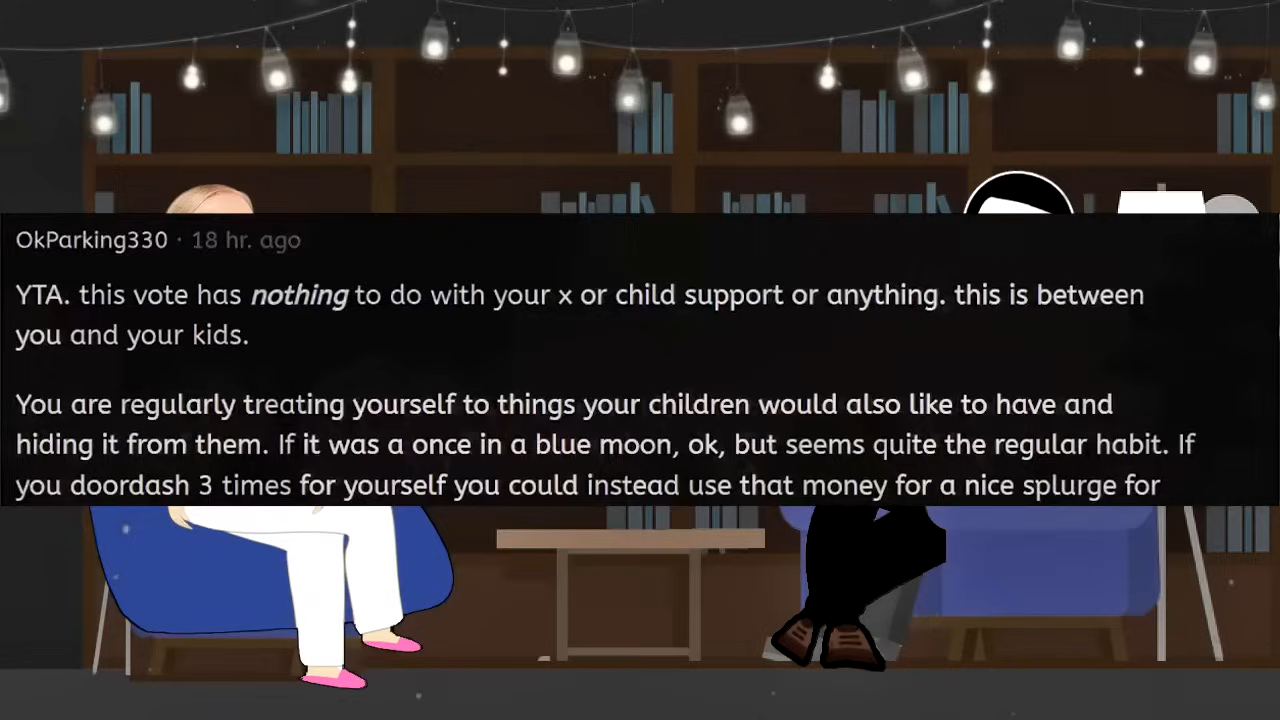 OkParking330 · 18 hr. ago
YTA. this vote has nothing to do with your x or child support or anything. this is between
you and your kids.
You are regularly treating yourself to things your children would also like to have and
hiding it from them. If it was a once in a blue moon, ok, but seems quite the regular habit. If
you doordash 3 times for yourself you could instead use that money for a nice splurge for